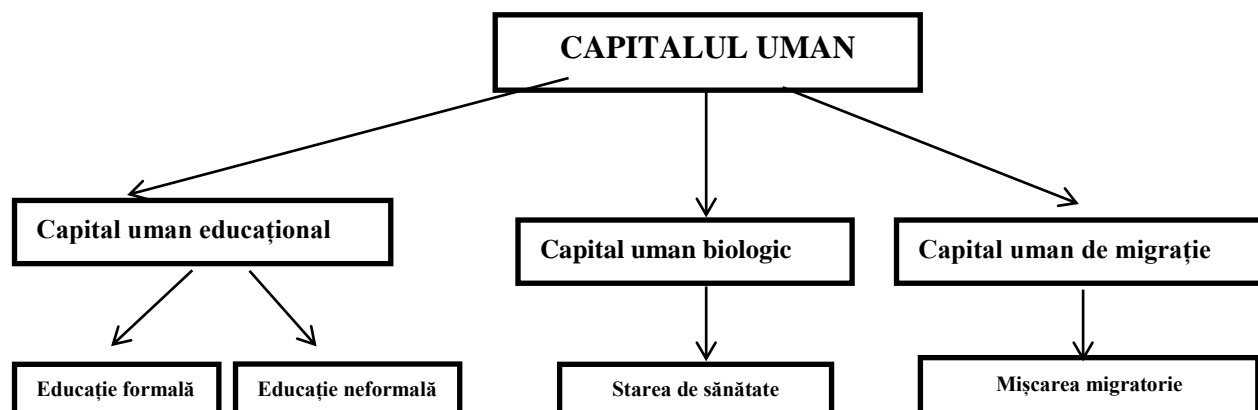 CAPITALUL UMAN
Capital uman educațional
Capital uman biologic
Capital uman de migrație
Educație formală
Educație neformală
Starea de sănătate
Mișcarea migratorie